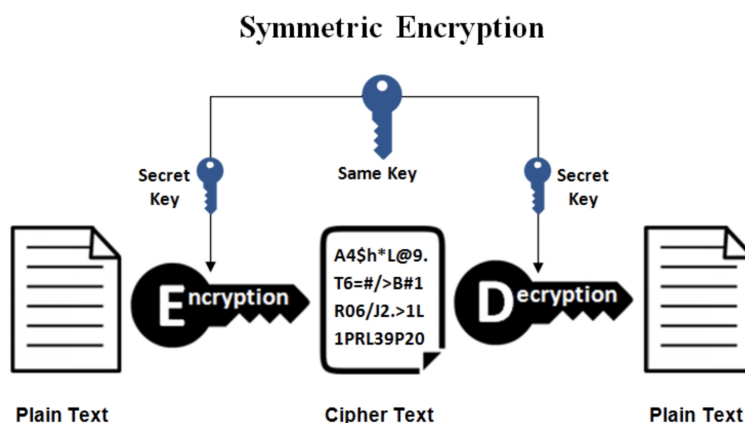 Symmetric Encryption
Secret
Key
Same Key
Secret
Key
Encryption
A4$h*L@9.
T6=#/>B#1
R06/J2.>1L
1PRL39P20
Decryption
Plain Text
Cipher Text
Plain Text